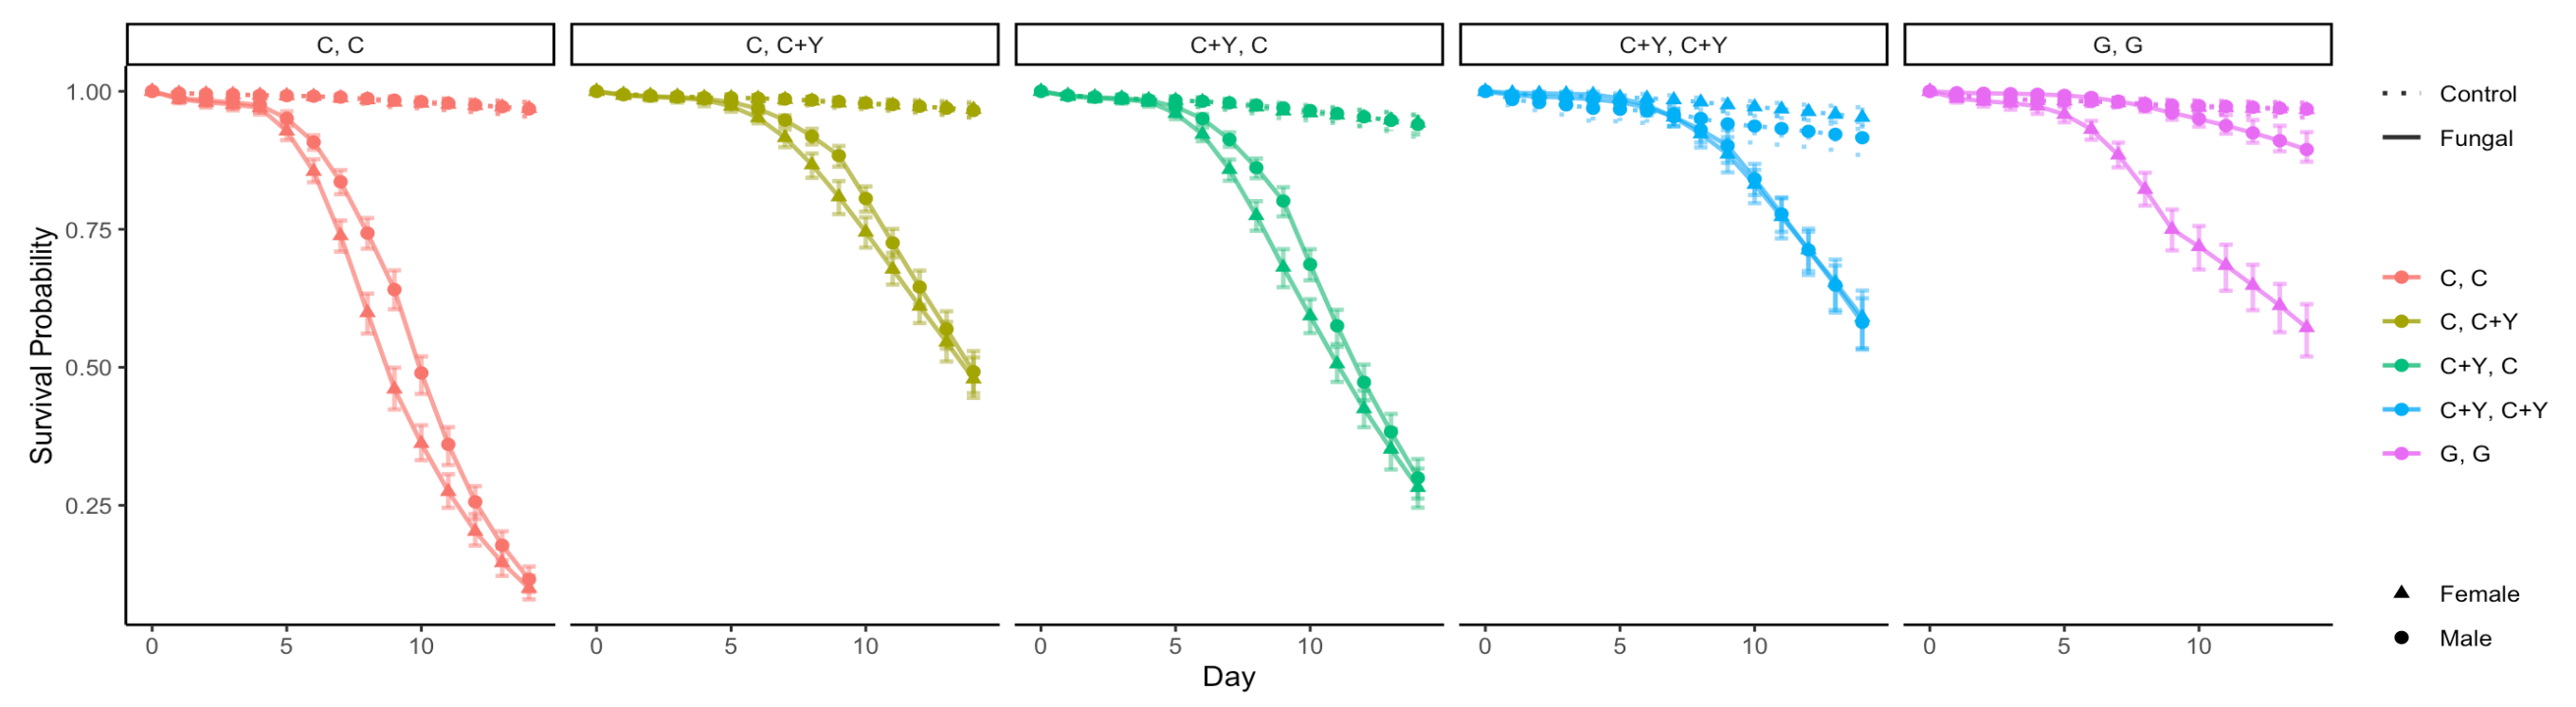 C, C
C, C+Y
C+Y, C
C+Y, C+Y
G, G
Survival Probability
1.00
0.75
0.50
0.25
0 5 10
0 5 10
0 5 10
0 5 10
0 5 10
Day
Control
Fungal
C, C
C, C+Y
C+Y, C
C+Y, C+Y
G, G
Female
Male